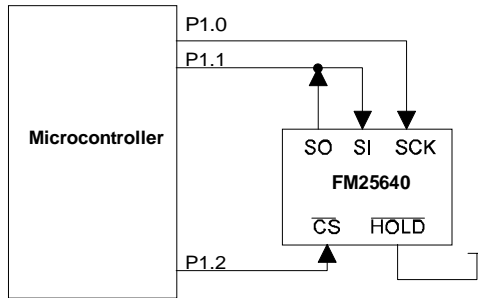 P1.0
P1.1
Microcontroller
SO SI SCK
FM25640
CS HOLD
P1.2